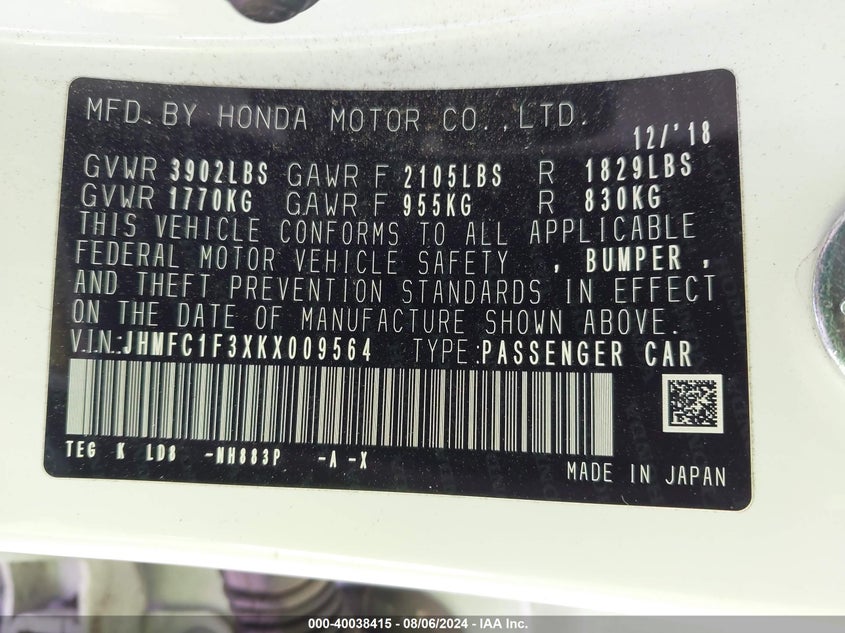 MFD. BY HONDA MOTOR CO., LTD. 12/'18
GVWR 3902LBS GAWR F 2105LBS R 1829LBS
GVWR 1770KG GAWR F 955KG R 830KG
THIS VEHICLE CONFORMS TO ALL APPLICABLE
FEDERAL MOTOR VEHICLE SAFETY , BUMPER ,
AND THEFT PREVENTION STANDARDS IN EFFECT
ON THE DATE OF MANUFACTURE SHOWN ABOVE.
V.I.N.:JHMFC1F3XKX009564 TYPE:PASSENGER CAR
TEG K LD8 -NH883P -A -X
MADE IN JAPAN
000-40038415 - 08/06/2024 - IAA Inc.